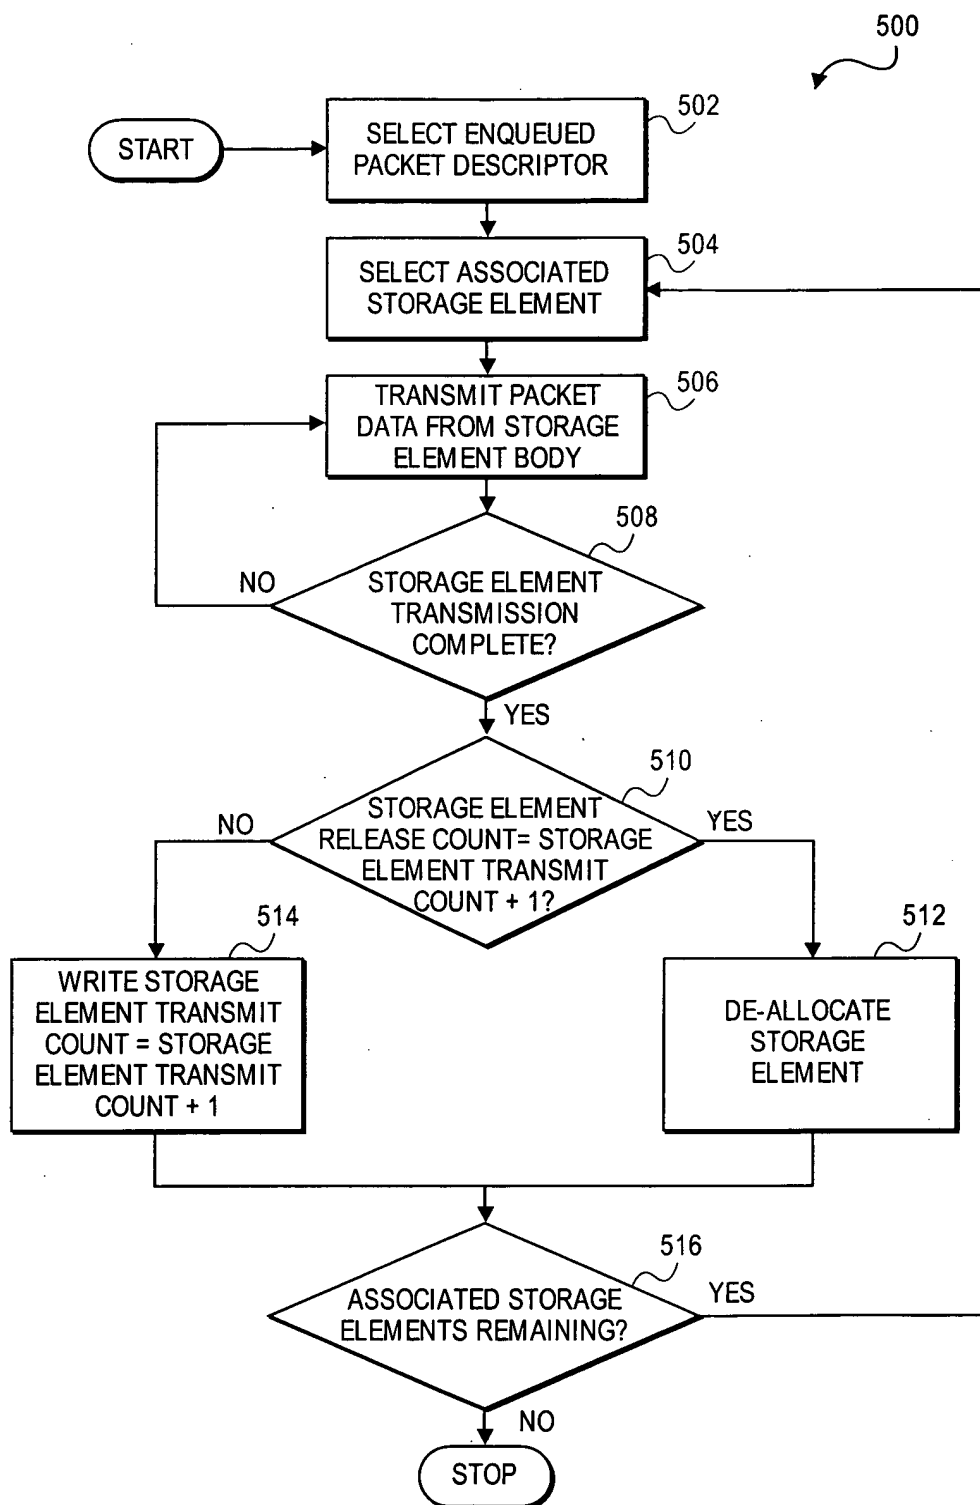 500
502
START
SELECT ENQUEUED
PACKET DESCRIPTOR
504
SELECT ASSOCIATED
STORAGE ELEMENT
506
TRANSMIT PACKET
DATA FROM STORAGE
ELEMENT BODY
508
NO
STORAGE ELEMENT
TRANSMISSION
COMPLETE?
YES
510
NO
STORAGE ELEMENT
RELEASE COUNT= STORAGE
ELEMENT TRANSMIT
COUNT + 1?
YES
514
WRITE STORAGE
ELEMENT TRANSMIT
COUNT = STORAGE
ELEMENT TRANSMIT
COUNT + 1
512
DE-ALLOCATE
STORAGE
ELEMENT
516
ASSOCIATED STORAGE
ELEMENTS REMAINING?
YES
NO
STOP